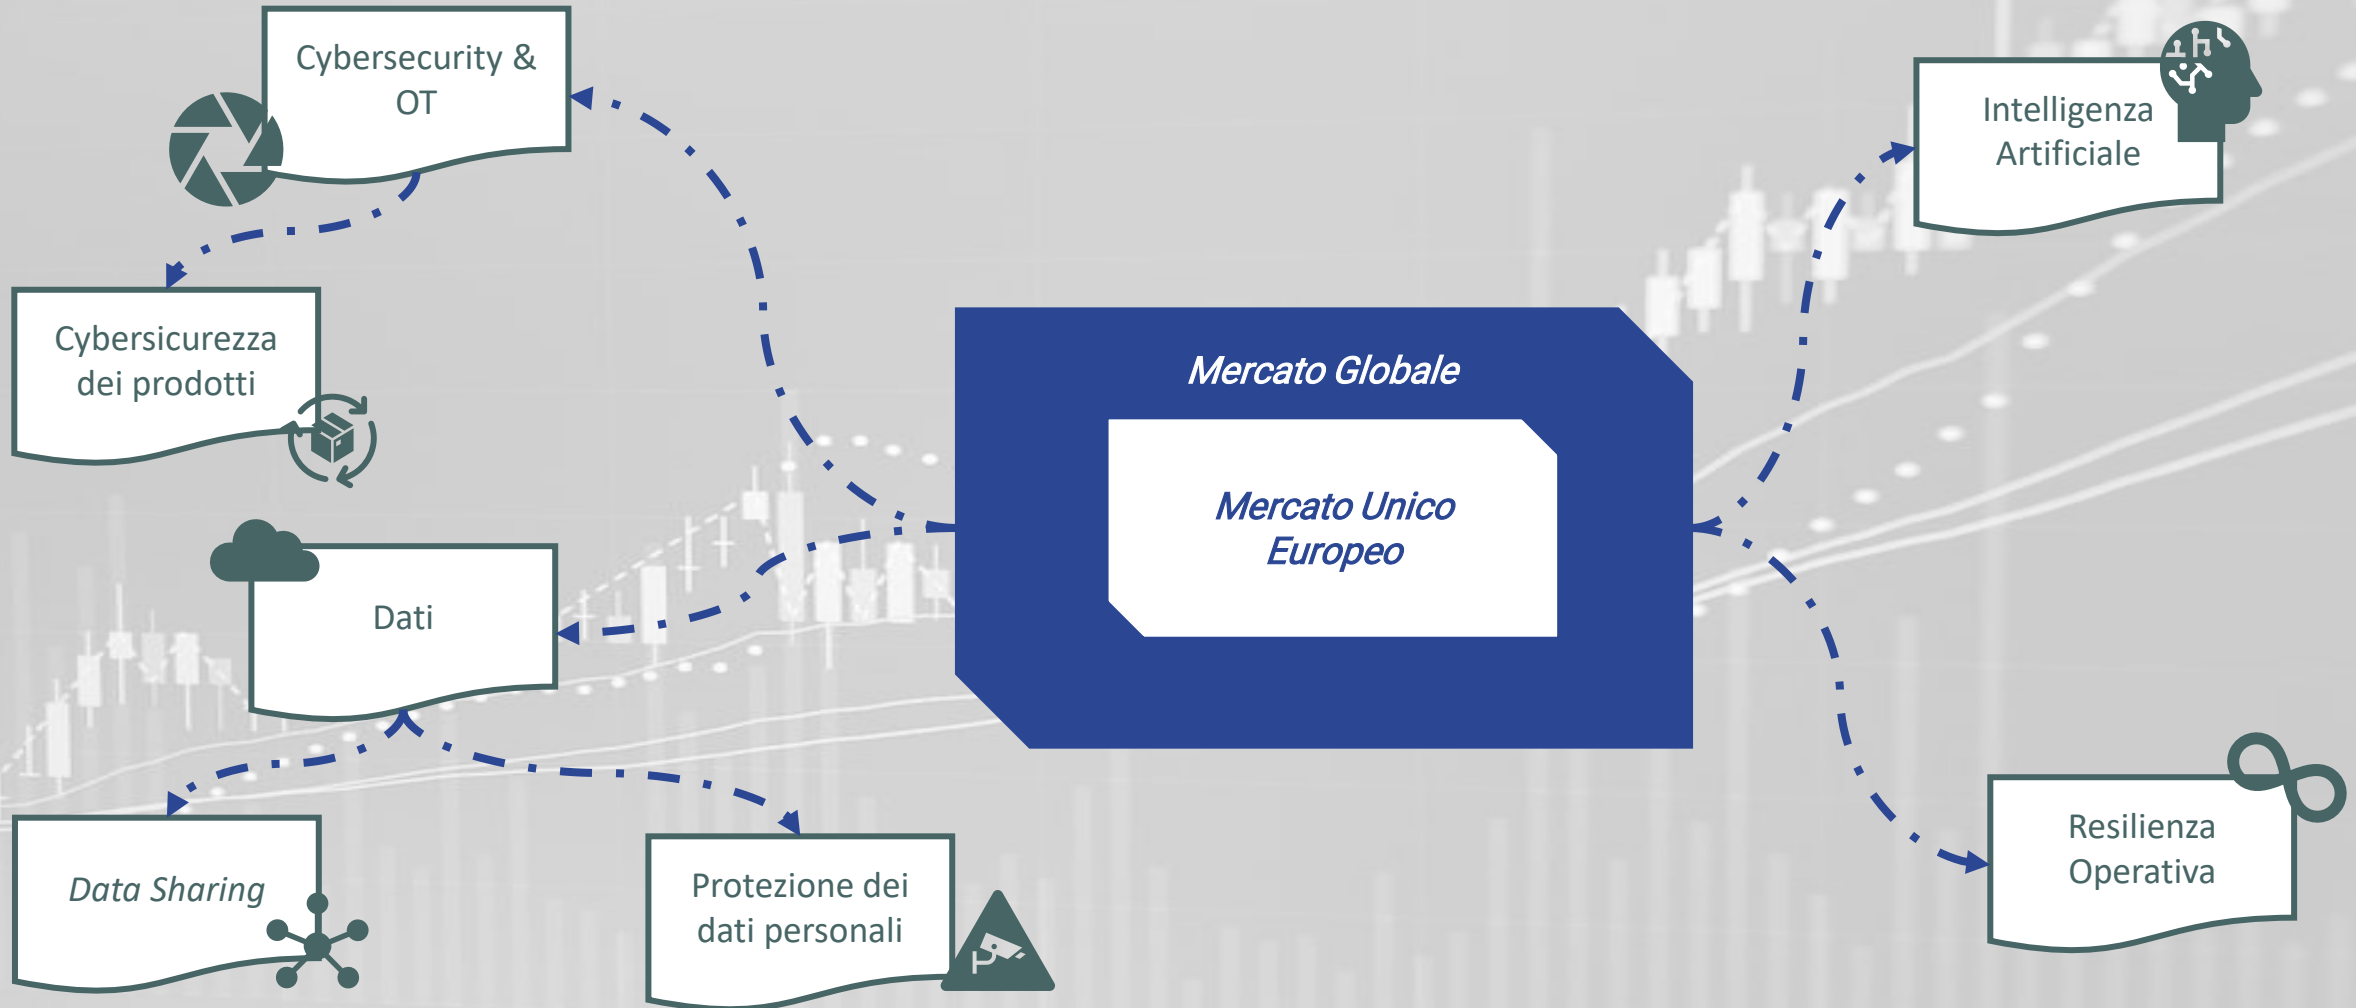 Cybersecurity &
OT
Intelligenza
Artificiale
Cybersicurezza
dei prodotti
Mercato Globale
Mercato Unico
Europeo
Dati
Data Sharing
Protezione dei
dati personali
Resilienza
Operativa